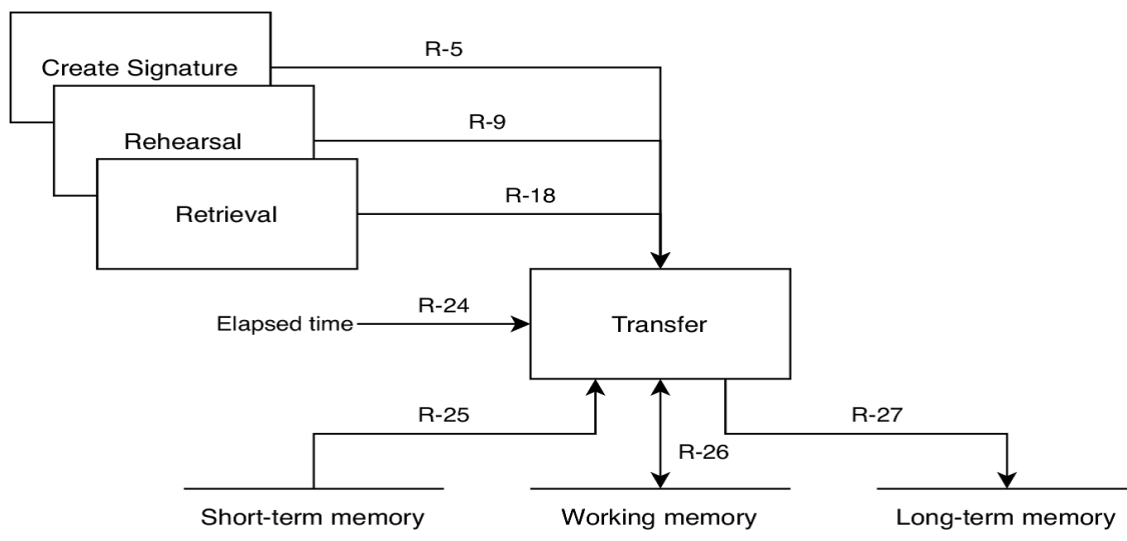 R-5
Create Signature
R-9
Rehearsal
R-18
Retrieval
R-24
Elapsed time
Transfer
R-25
R-27
R-26
Short-term memory
Working memory
Long-term memory